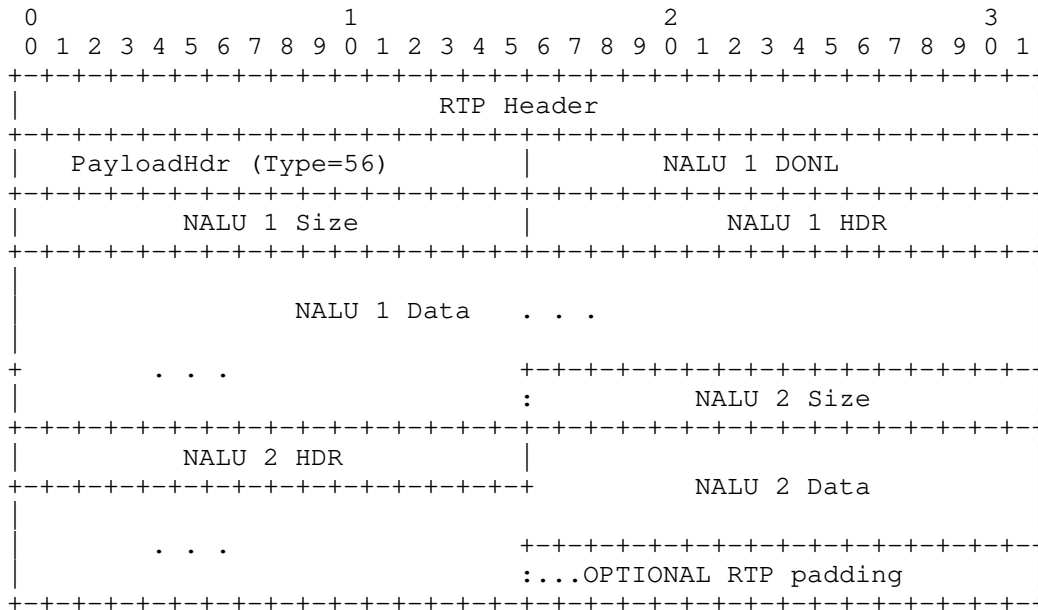 0 1 2 3
0 1 2 3 4 5 6 7 8 9 0 1 2 3 4 5 6 7 8 9 0 1 2 3 4 5 6 7 8 9 0 1
RTP Header
PayloadHdr (Type=56) | NALU 1 DONL
NALU 1 Size | NALU 1 HDR
NALU 1 Data . . .
. . .
: NALU 2 Size
NALU 2 HDR |
NALU 2 Data
. . .
:...OPTIONAL RTP padding